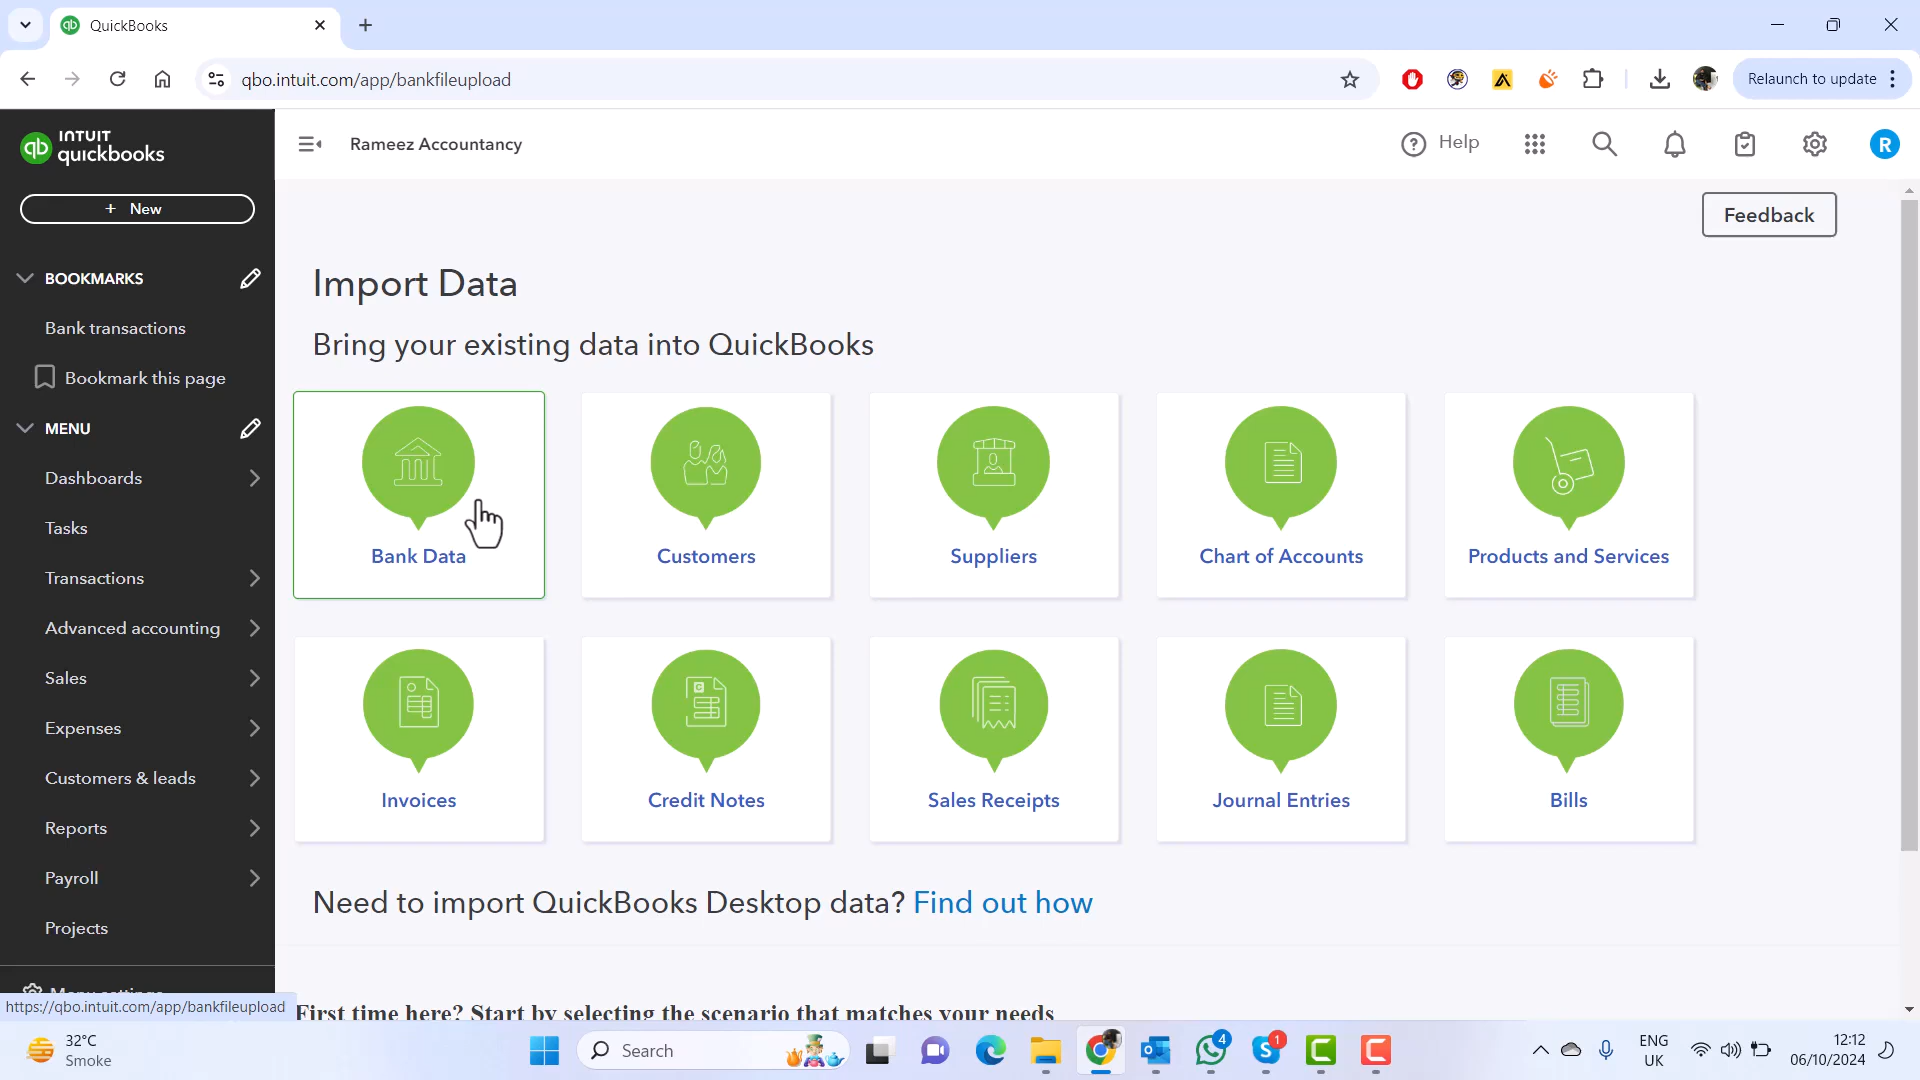 QuickBooks
qbo.intuit.com/app/bankfileupload
Relaunch to update
INTUIT
quickbooks
Rameez Accountancy
Help
R
+ New
Feedback
BOOKMARKS
Bank transactions
Bookmark this page
MENU
Dashboards
Tasks
Transactions
Advanced accounting
Sales
Expenses
Customers & leads
Reports
Payroll
Projects
Menu settings
https://qbo.intuit.com/app/bankfileupload
Import Data
Bring your existing data into QuickBooks
Bank Data
Customers
Suppliers
Chart of Accounts
Products and Services
Invoices
Credit Notes
Sales Receipts
Journal Entries
Bills
Need to import QuickBooks Desktop data? Find out how
First time here? Start by selecting the scenario that matches your needs
32°C
Smoke
Search
4
1
ENG
UK
12:12
06/10/2024